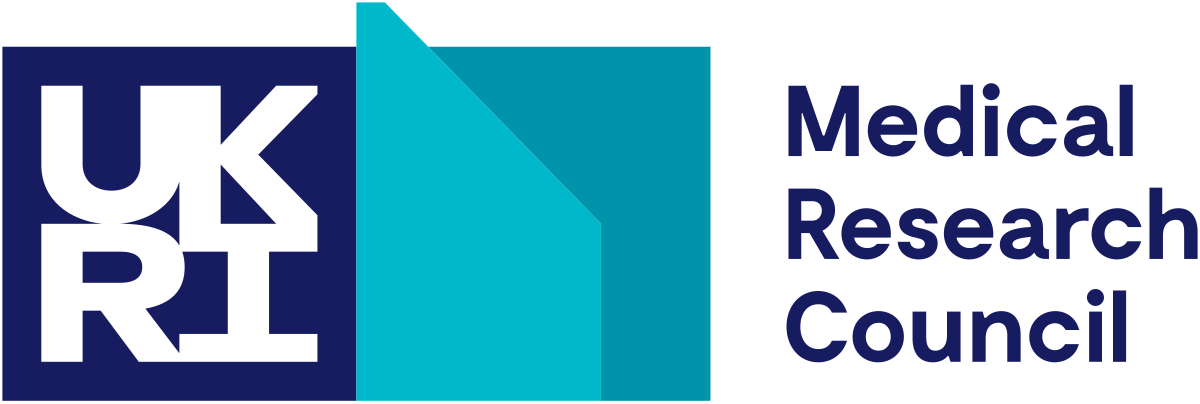 UK
RI
Medical
Research
Council